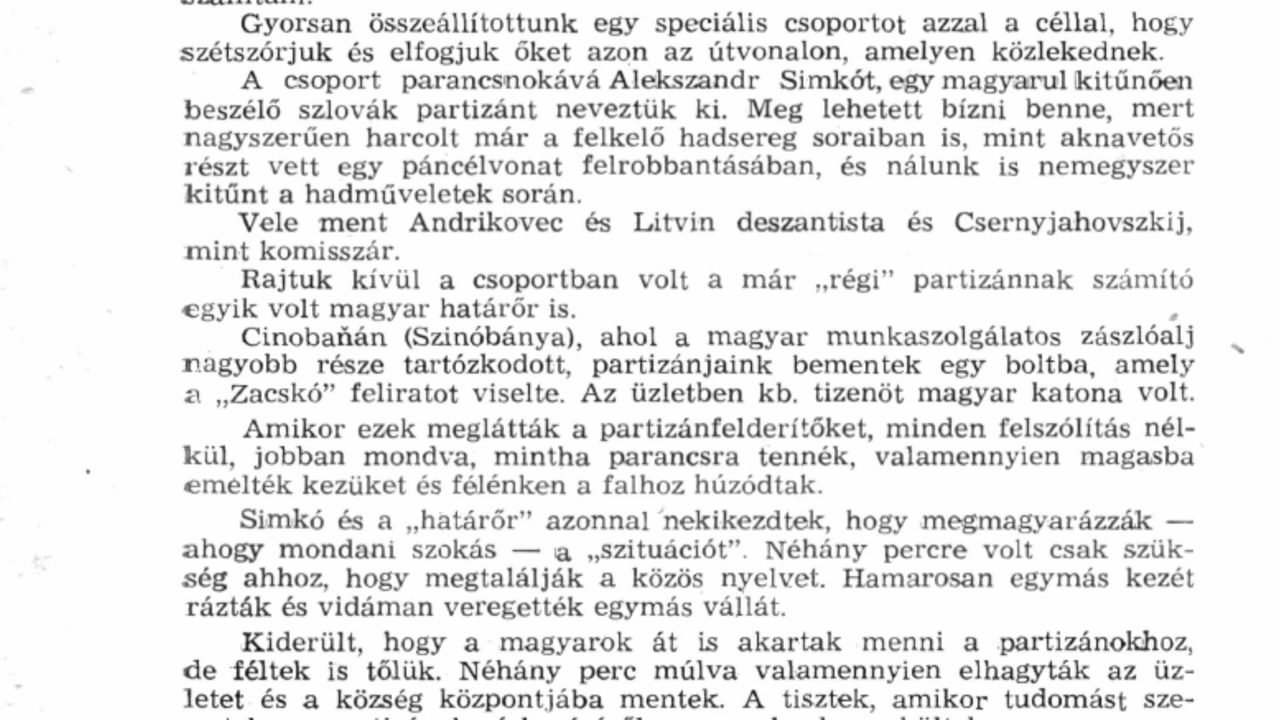 Gyorsan összeállítottunk egy speciális csoportot azzal a céllal, hogy
szétszórjuk és elfogjuk őket azon az útvonalon, amelyen közlekednek.
A csoport parancsnokává Alekszandr Simkót, egy magyarul kitűnően
beszélő szlovák partizánt neveztük ki. Meg lehetett bízni benne, mert
nagyszerűen harcolt már a felkelő hadsereg soraiban is, mint aknavetős
részt vett egy páncélvonat felrobbantásában, és nálunk is nemegyszer
kitűnt a hadműveletek során.
Vele ment Andrikovec és Litvin deszantista és Csernyjahovszkij,
mint komisszár.
Rajtuk kívül a csoportban volt a már „régi” partizánnak számító
egyik volt magyar határőr is.
Cinobaňán (Szinóbánya), ahol a magyar munkaszolgálatos zászlóalj
nagyobb része tartózkodott, partizánjaink bementek egy boltba, amely
a „Zacskó” feliratot viselte. Az üzletben kb. tizenöt magyar katona volt.
Amikor ezek meglátták a partizánfelderítőket, minden felszólítás nél-
kül, jobban mondva, mintha parancsra tennék, valamennyien magasba
emelték kezüket és félénken a falhoz húzódtak.
Simkó és a „határőr” azonnal nekikezdtek, hogy megmagyarázzák —
ahogy mondani szokás — a „szituációt”. Néhány percre volt csak szük-
ség ahhoz, hogy megtalálják a közös nyelvet. Hamarosan egymás kezét
rázták és vidáman veregették egymás vállát.
Kiderült, hogy a magyarok át is akartak menni a partizánokhoz,
de féltek is tőlük. Néhány perc múlva valamennyien elhagyták az üz-
letet és a község központjába mentek. A tisztek, amikor tudomást sze-